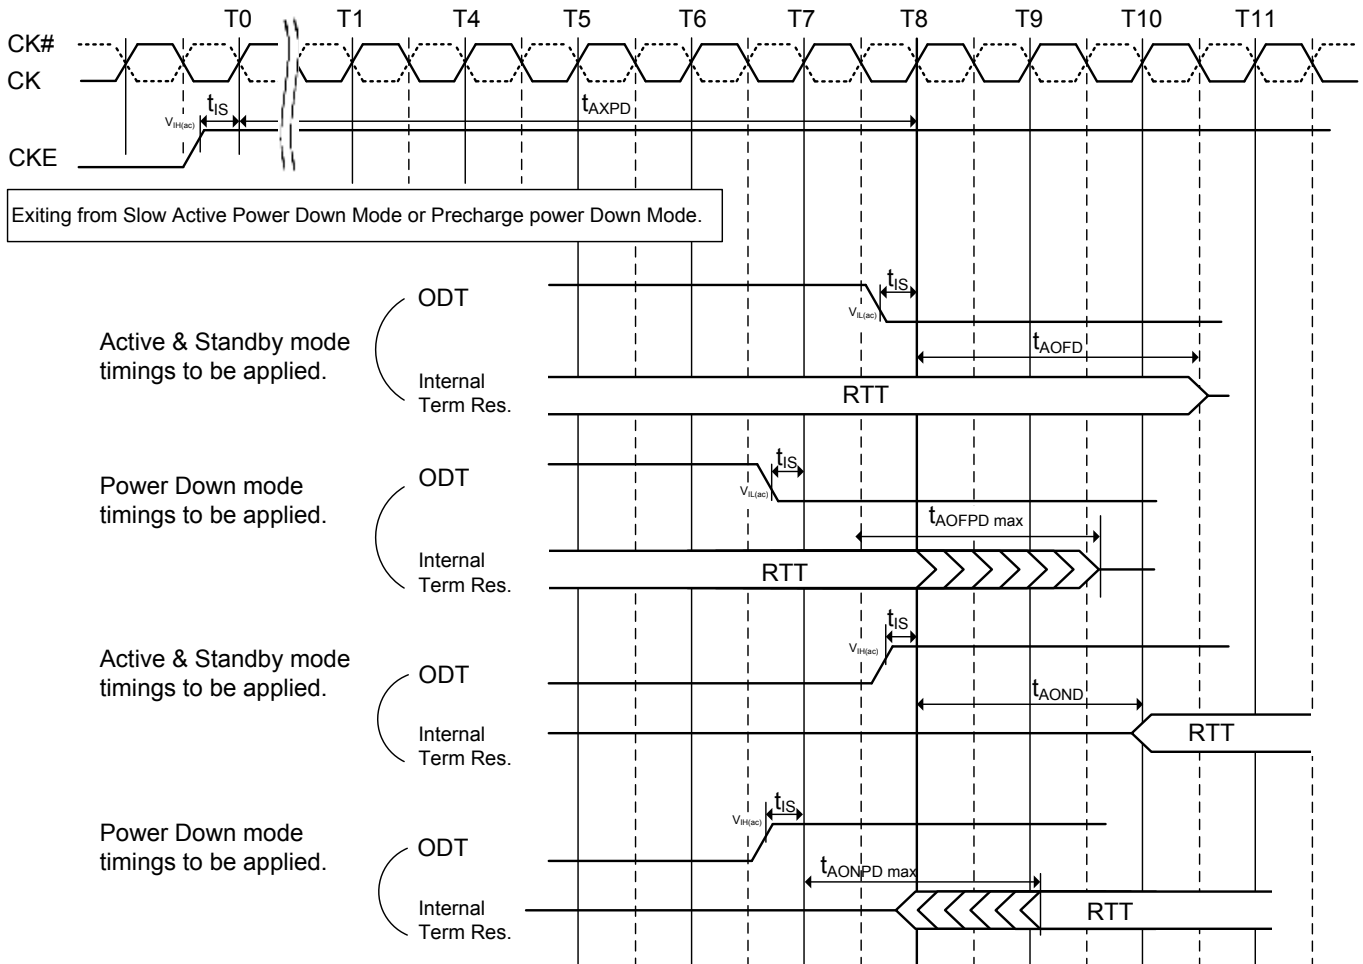 T0 T1 T4 T5 T6 T7 T8 T9 T10 T11
CK#
CK
tIS
tAXPD
VIH(ac)
CKE
Exiting from Slow Active Power Down Mode or Precharge power Down Mode.
tIS
ODT
VIL(ac)
Active & Standby mode
timings to be applied.
tAOFD
Internal
Term Res.
RTT
tIS
ODT
VIL(ac)
Power Down mode
timings to be applied.
tAOFPD max
Internal
Term Res.
RTT
tIS
VIH(ac)
Active & Standby mode
timings to be applied.
ODT
tAOND
Internal
Term Res.
RTT
tIS
VIH(ac)
Power Down mode
timings to be applied.
ODT
tAONPD max
Internal
Term Res.
RTT